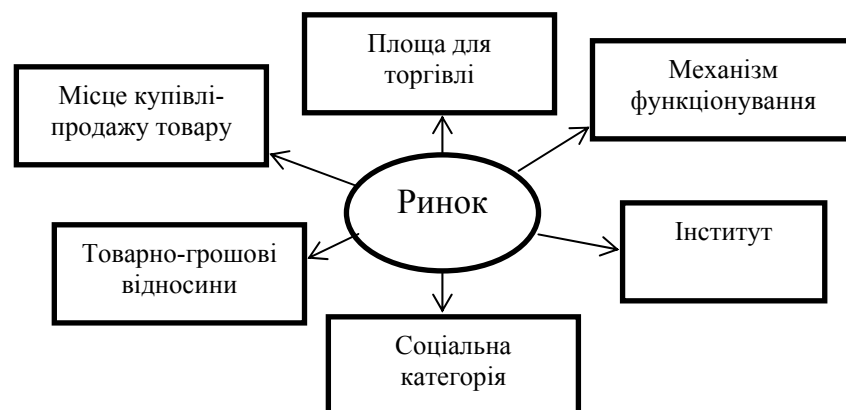 Площа для
торгівлі
Механізм
функціонування
Місце купівлі-
продажу товару
Ринок
Інститут
Товарно-грошові
відносини
Соціальна
категорія